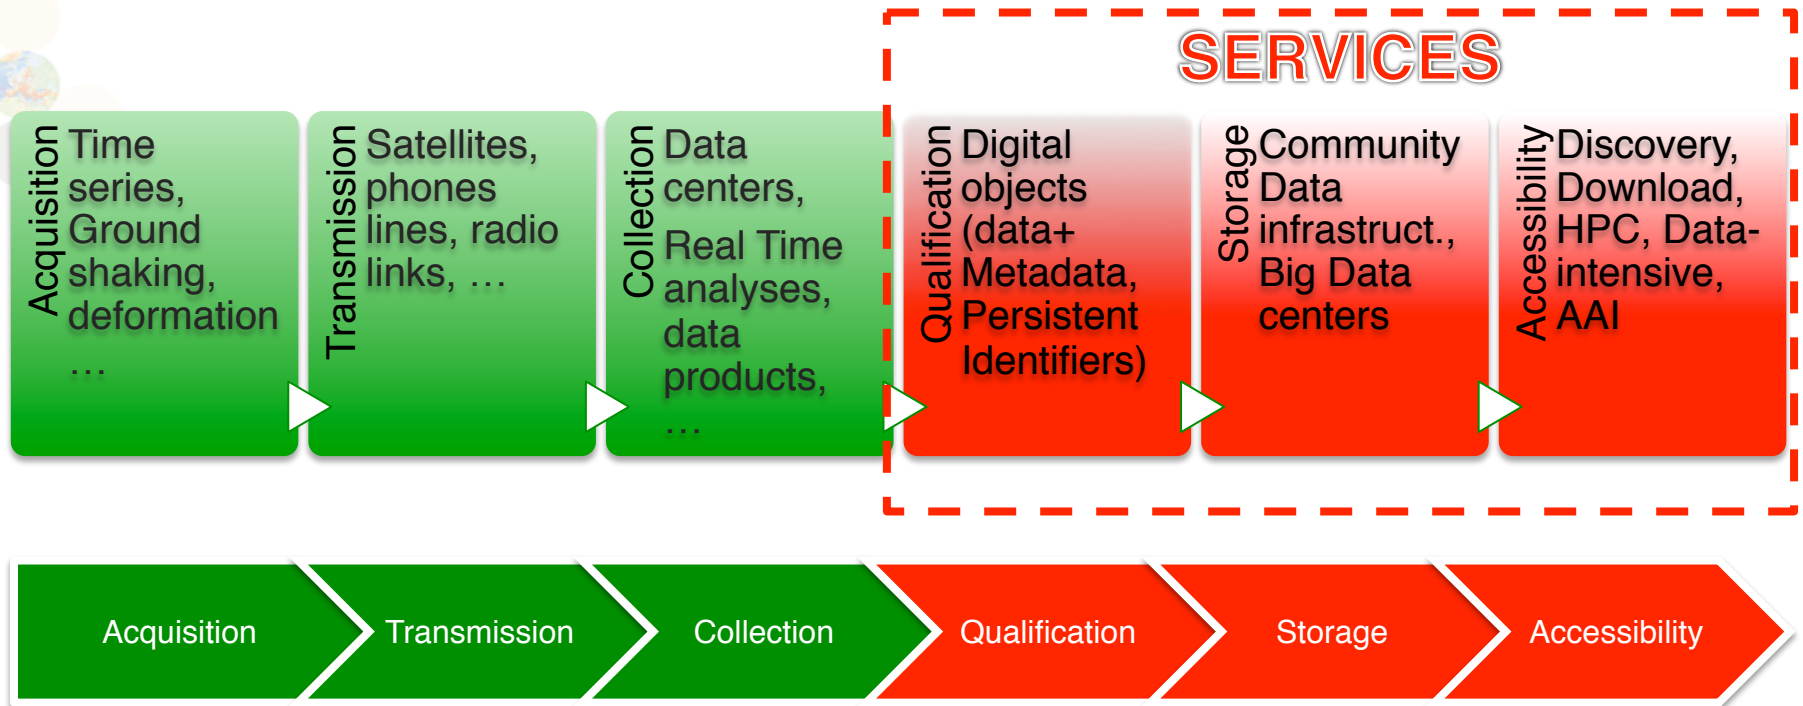 SERVICES
Acquisition
Time
series,
Ground
shaking,
deformation
…
Transmission
Satellites,
phones
lines, radio
links, …
Collection
Data
centers,
Real Time
analyses,
data
products,
…
Qualification
Digital
objects
(data+
Metadata,
Persistent
Identifiers)
Storage
Community
Data
infrastruct.,
Big Data
centers
Accessibility
Discovery,
Download,
HPC, Data-
intensive,
AAI
Acquisition
Transmission
Collection
Qualification
Storage
Accessibility